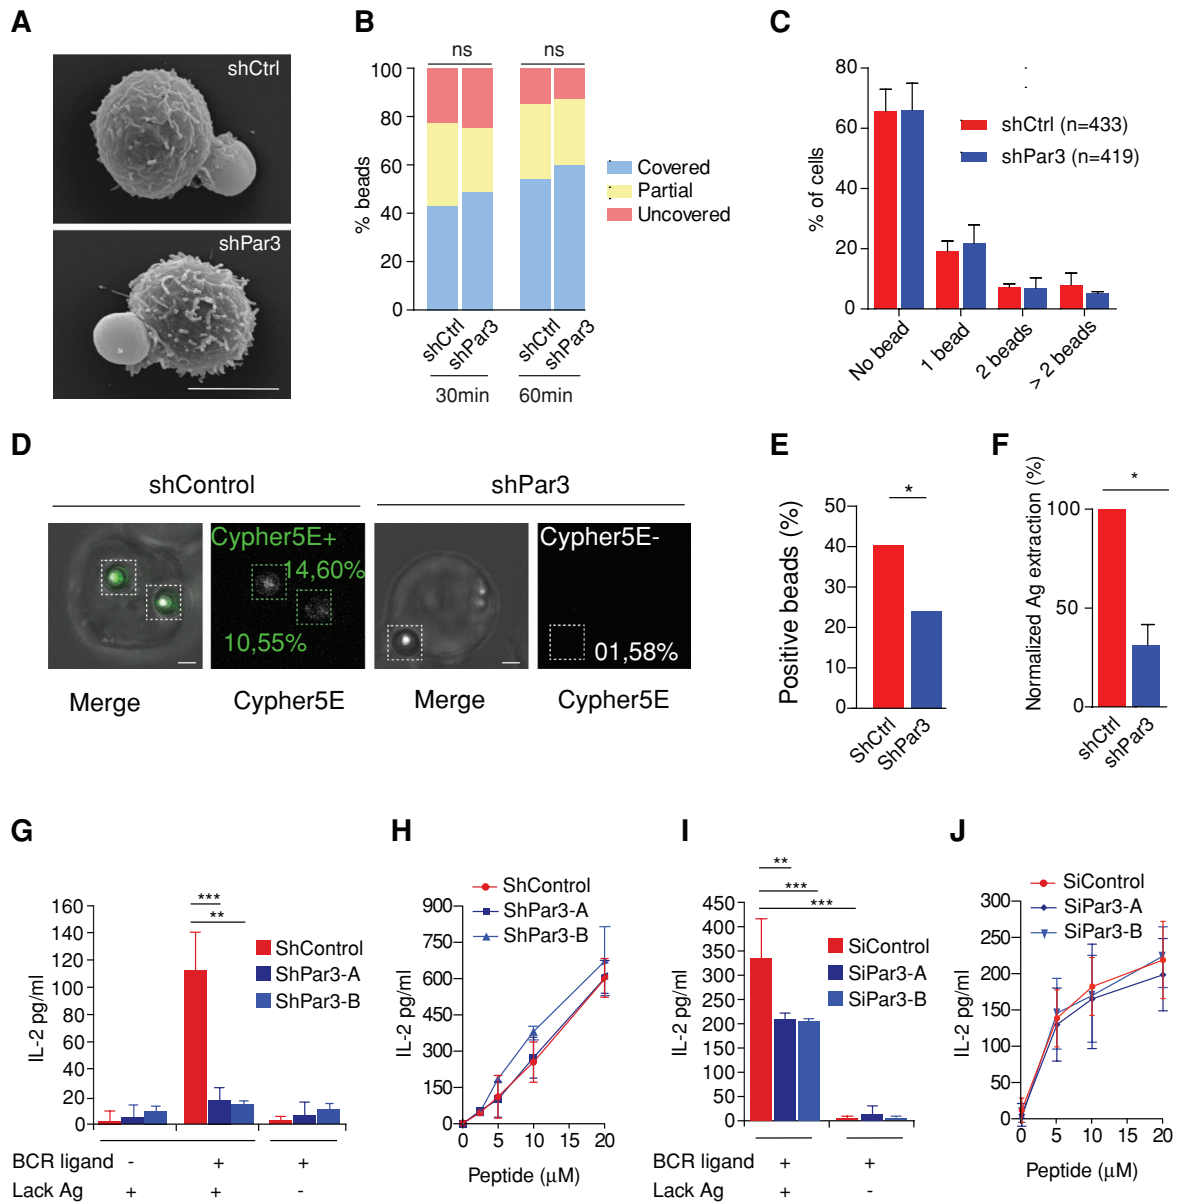 A
shCtrl
shPar3
B
ns
ns
100
80
60
40
20
0
% beads
Covered
Partial
Uncovered
shCtrl
shPar3
shCtrl
shPar3
30min
60min
C
80
60
40
20
0
% of cells
shCtrl (n=433)
shPar3 (n=419)
No bead
1 bead
2 beads
> 2 beads
D
shControl
shPar3
Cypher5E+
14,60%
10,55%
Cypher5E-
01,58%
Merge
Cypher5E
Merge
Cypher5E
E
*
50
40
30
20
10
0
Positive beads (%)
ShCtrl
ShPar3
F
*
100
50
0
Normalized Ag extraction (%)
shCtrl
shPar3
G
***
**
160
140
120
100
80
60
40
20
0
IL-2 pg/ml
ShControl
ShPar3-A
ShPar3-B
BCR ligand - + +
Lack Ag + + -
H
ShControl
ShPar3-A
ShPar3-B
900
750
600
450
300
150
0
IL-2 pg/ml
0 5 10 20
Peptide (μM)
I
**
***
***
450
400
350
300
250
200
150
100
50
0
IL-2 pg/ml
SiControl
SiPar3-A
SiPar3-B
BCR ligand + +
Lack Ag + -
J
SiControl
SiPar3-A
SiPar3-B
300
250
200
150
100
50
0
IL-2 pg/ml
0 5 10 15 20
Peptide (μM)